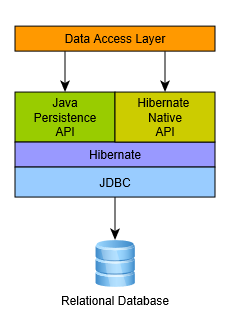 Data Access Layer
Java
Persistence
API
Hibernate
Native
API
Hibernate
JDBC
Relational Database